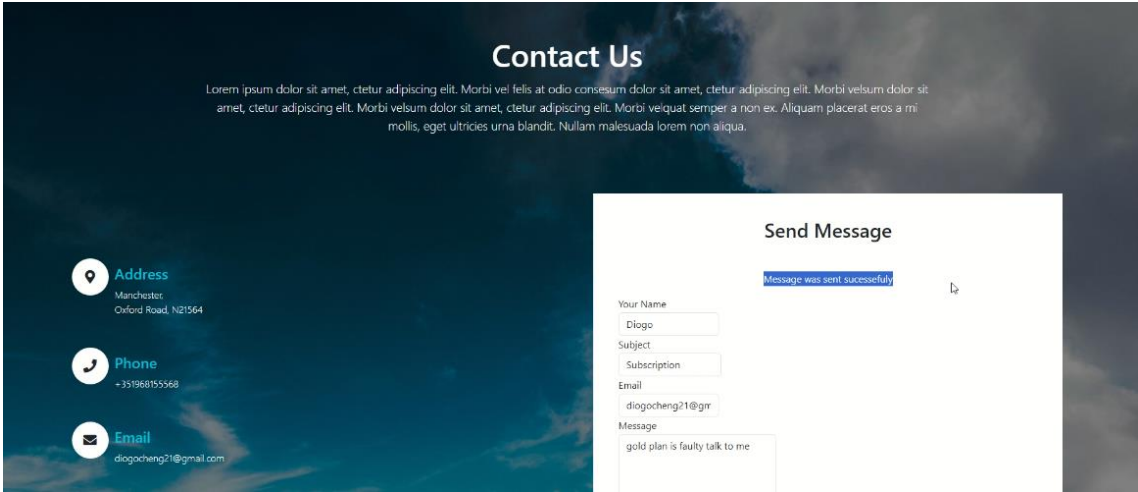 Contact Us
Lorem ipsum dolor sit amet, ctetur adipiscing elit. Morbi vel felis at odio consesum dolor sit amet, ctetur adipiscing elit. Morbi velsum dolor sit
amet, ctetur adipiscing elit. Morbi velsum dolor sit amet, ctetur adipiscing elit. Morbi velquat semper a non ex. Aliquam placerat eros a mi
mollis, eget ultricies urna blandit. Nullam malesuada lorem non aliqua.
Address
Manchester,
Oxford Road, N21564
Phone
+351968155568
Email
diogocheng21@gmail.com
Send Message
Message was sent sucessefuly
Your Name
Diogo
Subject
Subscription
Email
diogocheng21@gm
Message
gold plan is faulty talk to me